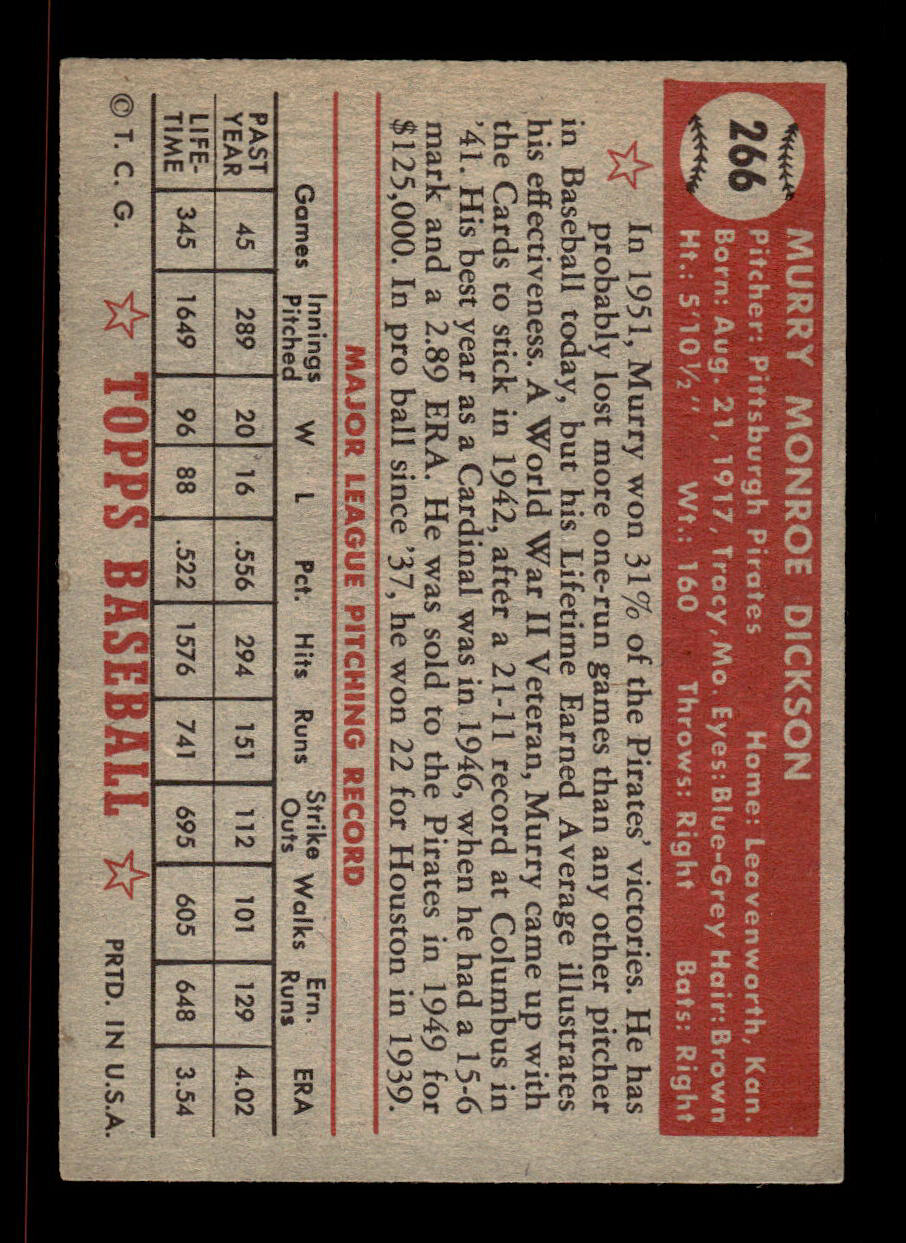 266
MURRY MONROE DICKSON
Pitcher: Pittsburgh Pirates Home: Leavenworth, Kan.
Born: Aug. 21, 1917, Tracy, Mo. Eyes: Blue-Grey Hair: Brown
Ht.: 5'10½" Wt.: 160 Throws: Right Bats: Right
In 1951, Murry won 31% of the Pirates' victories. He has
probably lost more one-run games than any other pitcher
in Baseball today, but his Lifetime Earned Average illustrates
his effectiveness. A World War II Veteran, Murry came up with
the Cards to stick in 1942, after a 21-11 record at Columbus in
'41. His best year as a Cardinal was in 1946, when he had a 15-6
mark and a 2.89 ERA. He was sold to the Pirates in 1949 for
$125,000. In pro ball since '37, he won 22 for Houston in 1939.
MAJOR LEAGUE PITCHING RECORD
Games Innings Pitched W L Pct. Hits Runs Strike Outs Walks Ern. Runs ERA
PAST YEAR 45 289 20 16 .556 294 151 112 101 129 4.02
LIFE-TIME 345 1649 96 88 .522 1576 741 695 605 648 3.54
© T. C. G. TOPPS BASEBALL PRTD. IN U.S.A.